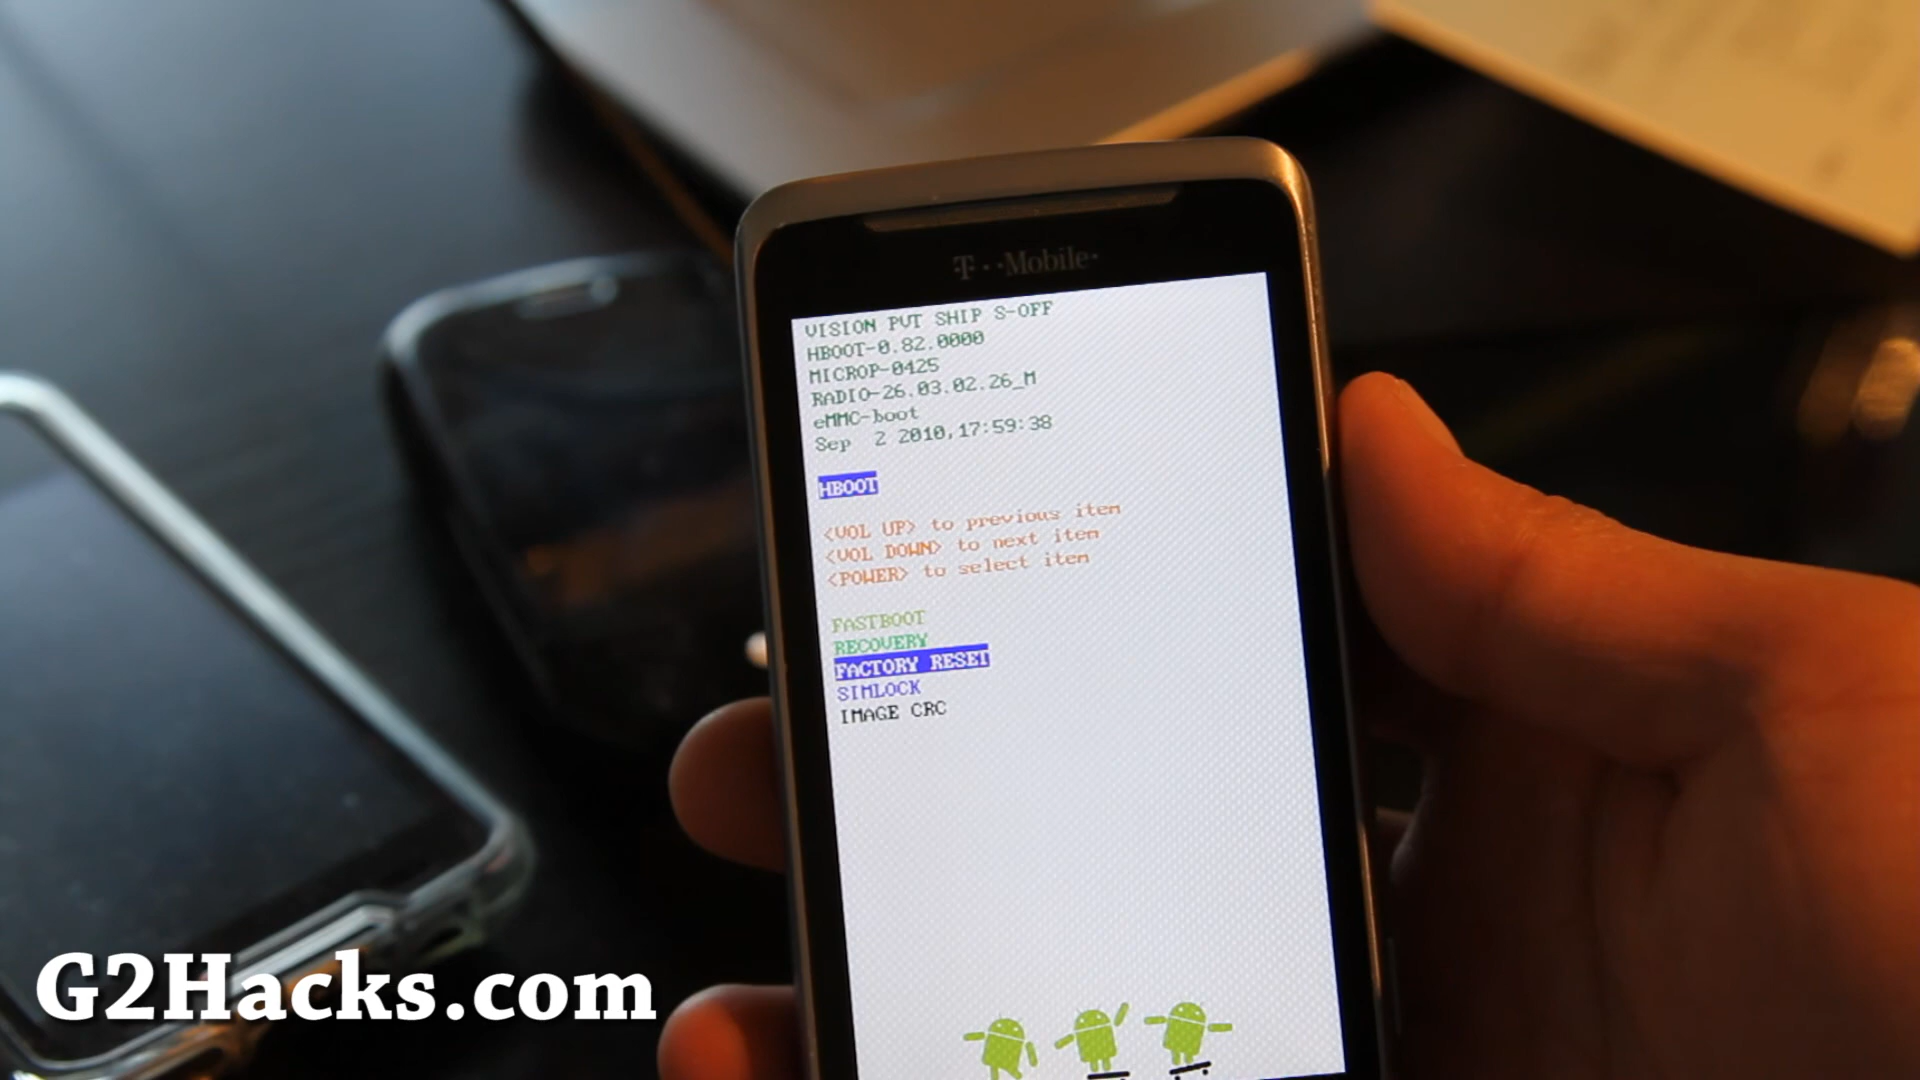 T··Mobile·
VISION PVT SHIP S-OFF
HBOOT-0.82.0000
MICROP-0425
RADIO-26.03.02.26_M
eMMC-boot
Sep 2 2010,17:59:38
HBOOT
<VOL UP> to previous item
<VOL DOWN> to next item
<POWER> to select item
FASTBOOT
RECOVERY
FACTORY RESET
SIMLOCK
IMAGE CRC
G2Hacks.com